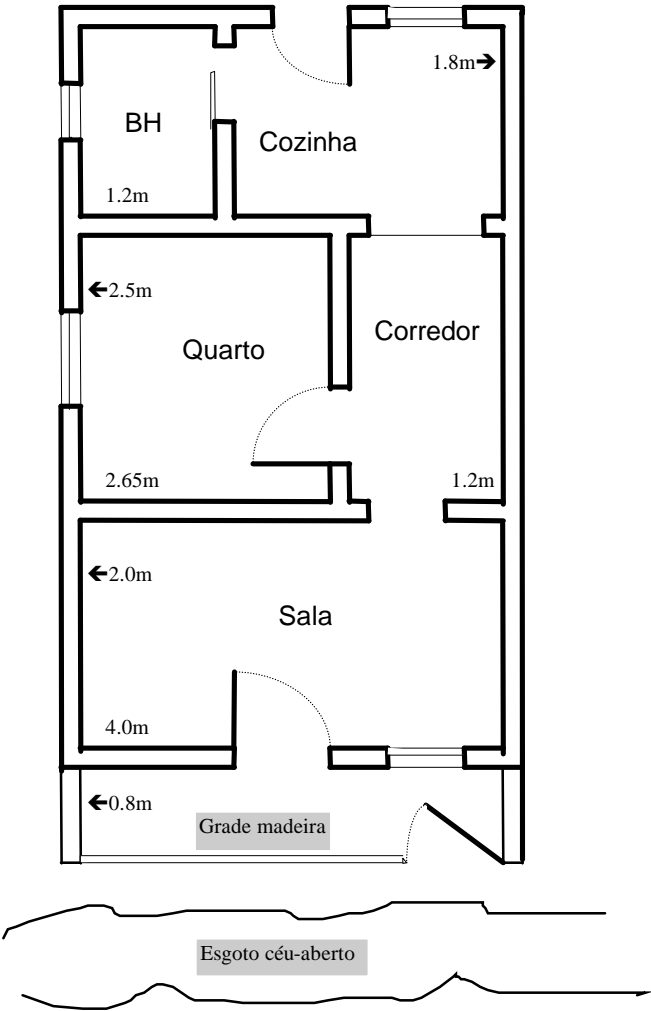 1.8m→
BH
Cozinha
1.2m
←2.5m
Quarto
Corredor
2.65m
1.2m
←2.0m
Sala
4.0m
←0.8m
Grade madeira
Esgoto céu-aberto